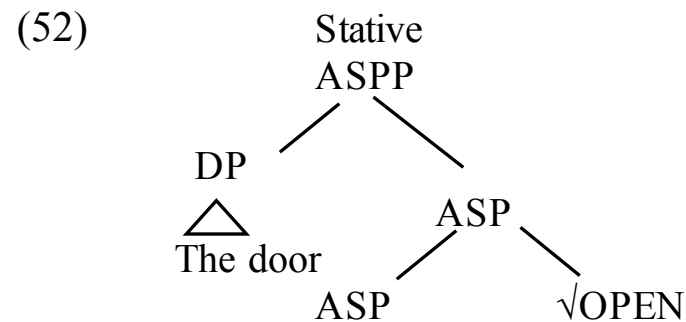 (52) Stative
ASPP
DP
ASP
The door
ASP √OPEN